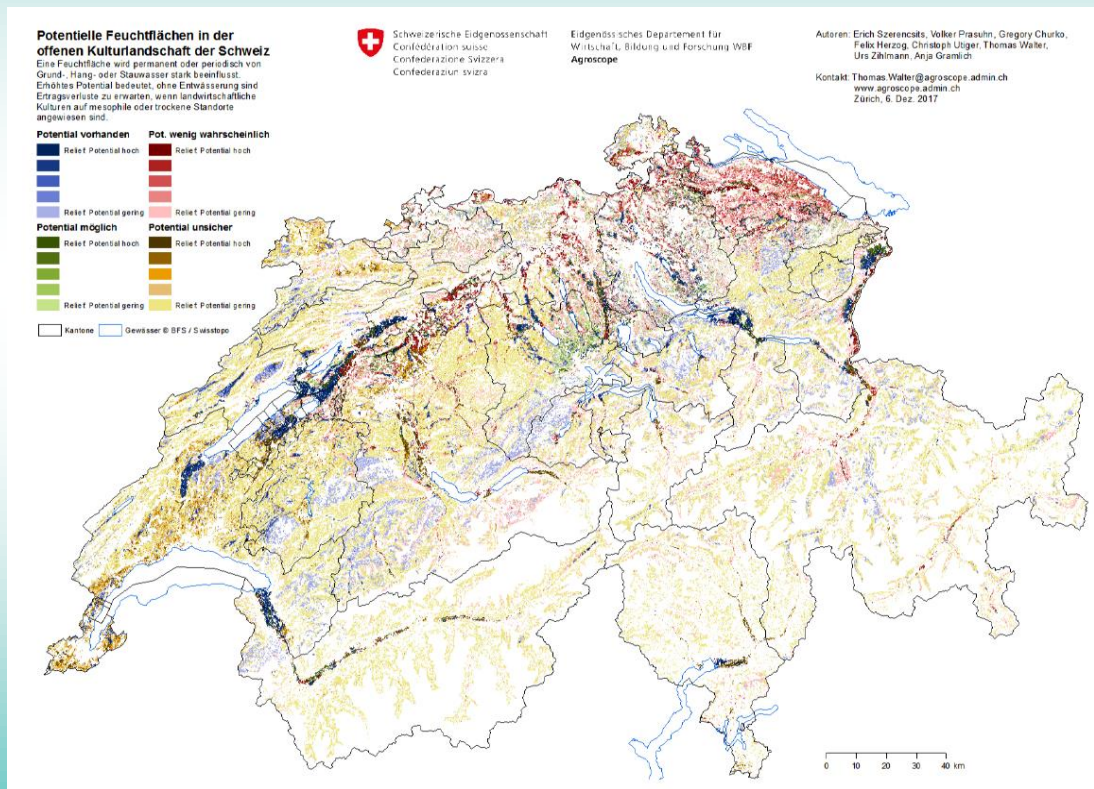 Potentielle Feuchtflächen in der
offenen Kulturlandschaft der Schweiz
Eine Feuchtfläche wird permanent oder periodisch von
Grund-, Hang- oder Stauwasser stark beeinflusst.
Erhöhtes Potential bedeutet, ohne Entwässerung sind
Ertragsverluste zu erwarten, wenn landwirtschaftliche
Kulturen auf mesophile oder trockene Standorte
angewiesen sind.
Potential vorhanden
Relief: Potential hoch
Relief: Potential gering
Pot. wenig wahrscheinlich
Relief: Potential hoch
Relief: Potential gering
Potential möglich
Relief: Potential hoch
Relief: Potential gering
Potential unsicher
Relief: Potential hoch
Relief: Potential gering
Kantone
Gewässer © BFS / Swisstopo
Schweizerische Eidgenossenschaft
Confédération suisse
Confederazione Svizzera
Confederaziun svizra
Eidgenössisches Departement für
Wirtschaft, Bildung und Forschung WBF
Agroscope
Autoren: Erich Szerencsits, Volker Prasuhn, Gregory Churko,
Felix Herzog, Christoph Utiger, Thomas Walter,
Urs Zihlmann, Anja Gramlich
Kontakt: Thomas.Walter@agroscope.admin.ch
www.agroscope.admin.ch
Zürich, 6. Dez. 2017
0 10 20 30 40 km